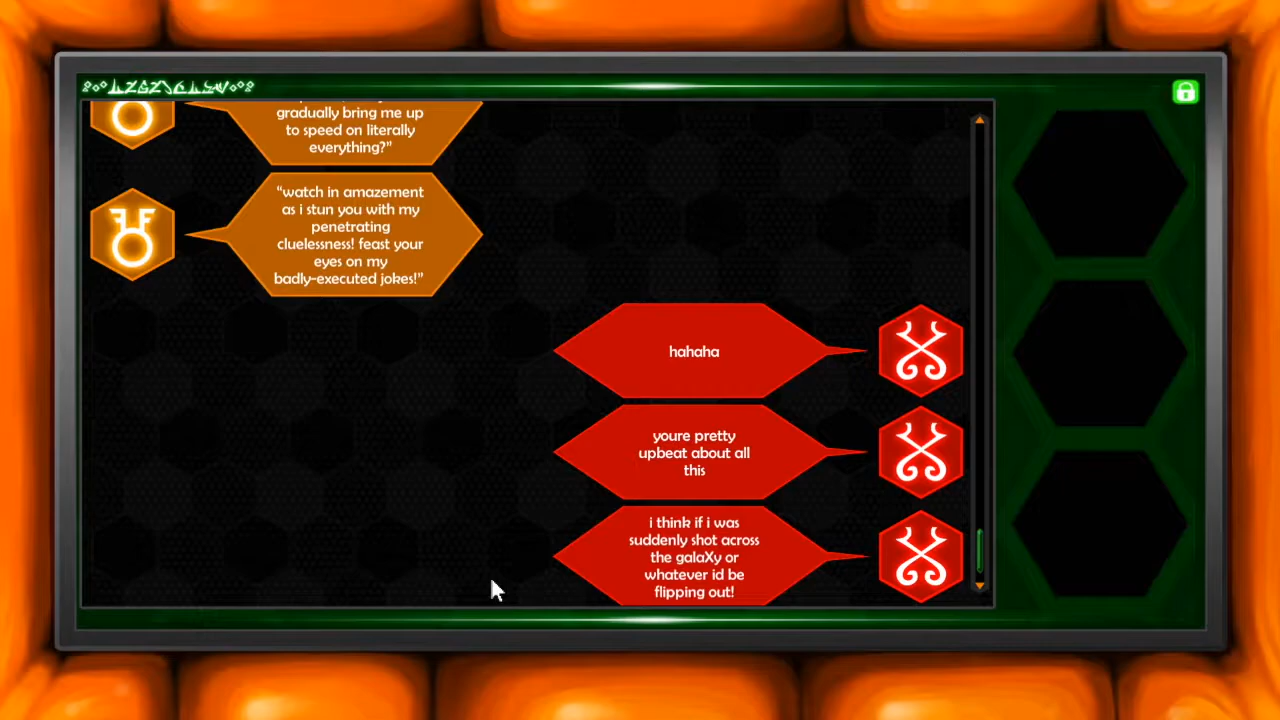 gradually bring me up
to speed on literally
everything?”
“watch in amazement
as i stun you with my
penetrating
cluelessness! feast your
eyes on my
badly-executed jokes!”
hahaha
youre pretty
upbeat about all
this
i think if i was
suddenly shot across
the galaXy or
whatever id be
flipping out!